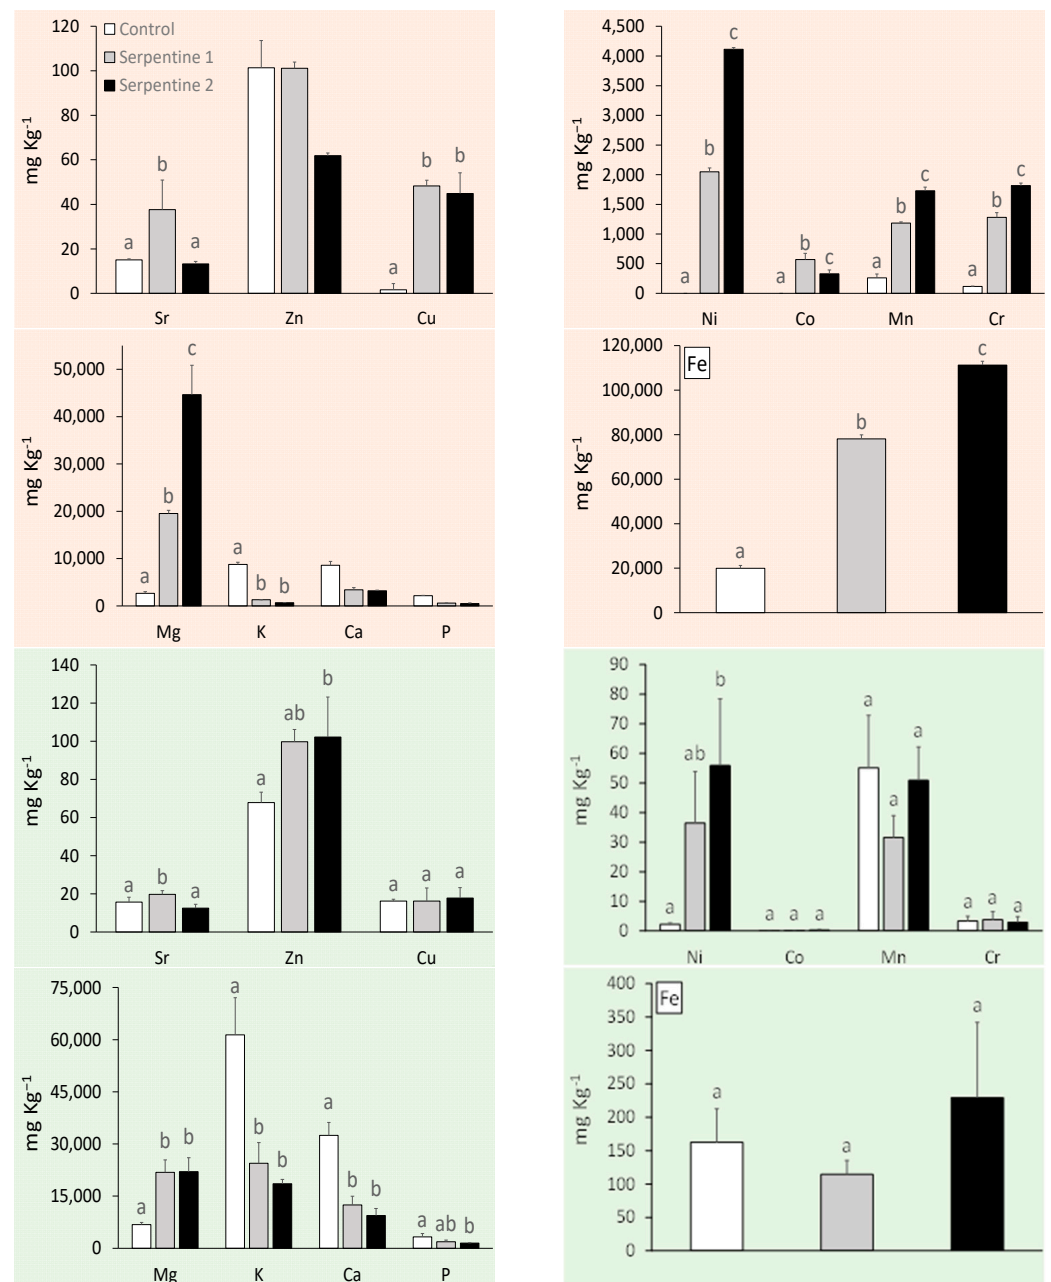 120
100
80
60
40
20
0
mg Kg⁻¹
Control
Serpentine 1
Serpentine 2
a b a
a b b
Sr Zn Cu
4,500
4,000
3,500
3,000
2,500
2,000
1,500
1,000
500
0
mg Kg⁻¹
a b c
a b c
a b c
a b c
Ni Co Mn Cr
50,000
40,000
30,000
20,000
10,000
0
mg Kg⁻¹
a b c
a b b
Mg K Ca P
120,000
100,000
80,000
60,000
40,000
20,000
0
mg Kg⁻¹
Fe
a b c
140
120
100
80
60
40
20
0
mg Kg⁻¹
a b a
a ab b
a a a
Sr Zn Cu
90
80
70
60
50
40
30
20
10
0
mg Kg⁻¹
a ab b
a a a
a a a
a a a
Ni Co Mn Cr
75,000
60,000
45,000
30,000
15,000
0
mg Kg⁻¹
a b b
a b b
a b b
a ab b
Mg K Ca P
400
350
300
250
200
150
100
50
0
mg Kg⁻¹
Fe
a a a